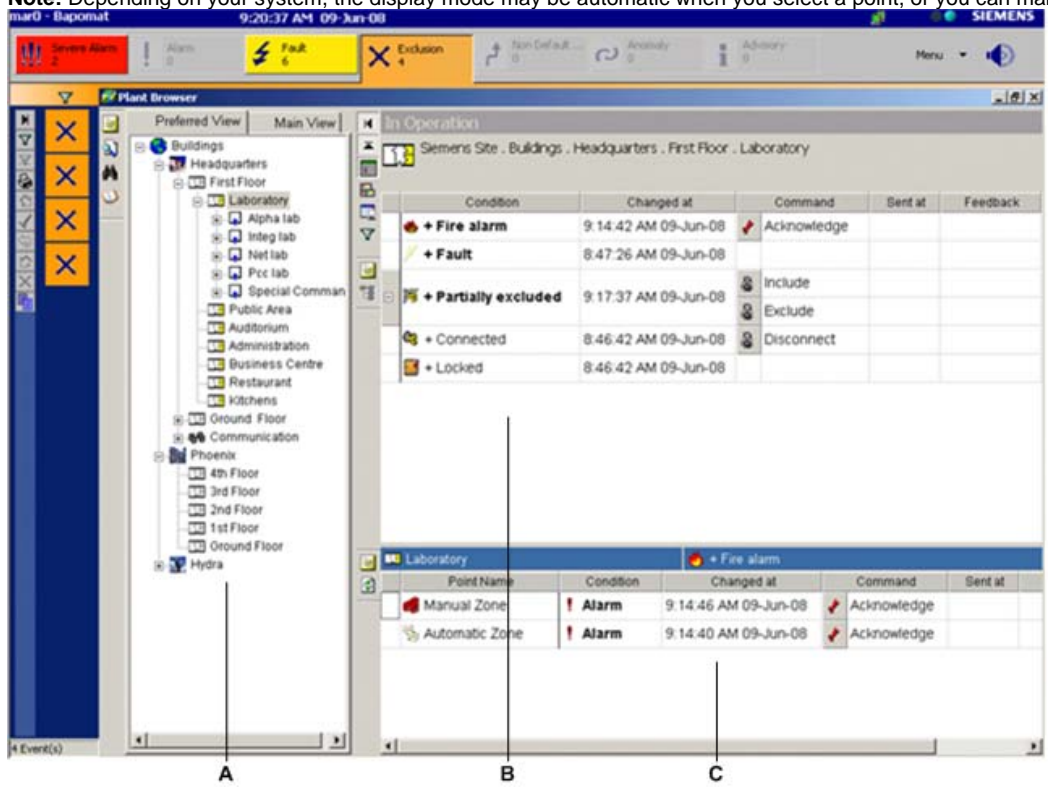 Note: Depending on your system, the display mode may be automatic when you select a point, or you can ma
mar0 - Bapomat 9:20:37 AM 09-Jun-08 SIEMENS
Severe Alarm 2
Alarm 0
Fault 6
Exclusion 4
Non Default... 0
Anomaly 0
Advisory 0
Menu
Plant Browser
Preferred View Main View
In Operation
Siemens Site . Buildings . Headquarters . First Floor . Laboratory
Buildings
Headquarters
First Floor
Laboratory
Alpha lab
Integ lab
Net lab
Pcc lab
Special Comman
Public Area
Auditorium
Administration
Business Centre
Restaurant
Kitchens
Ground Floor
Communication
Phoenix
4th Floor
3rd Floor
2nd Floor
1st Floor
Ground Floor
Hydra
Condition Changed at Command Sent at Feedback
+ Fire alarm 9:14:42 AM 09-Jun-08 Acknowledge
+ Fault 8:47:26 AM 09-Jun-08
+ Partially excluded 9:17:37 AM 09-Jun-08 Include
Exclude
+ Connected 8:46:42 AM 09-Jun-08 Disconnect
+ Locked 8:46:42 AM 09-Jun-08
Laboratory + Fire alarm
Point Name Condition Changed at Command Sent at
Manual Zone Alarm 9:14:46 AM 09-Jun-08 Acknowledge
Automatic Zone Alarm 9:14:40 AM 09-Jun-08 Acknowledge
4 Event(s)
A B C